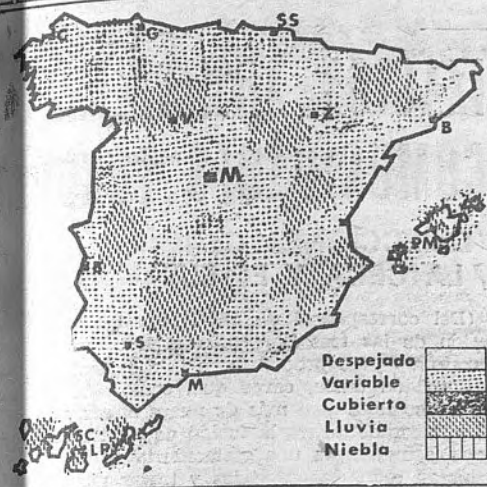 C G SS
V Z
B
M
PM
B
S
M
SC
LP
Despejado
Variable
Cubierto
Lluvia
Niebla